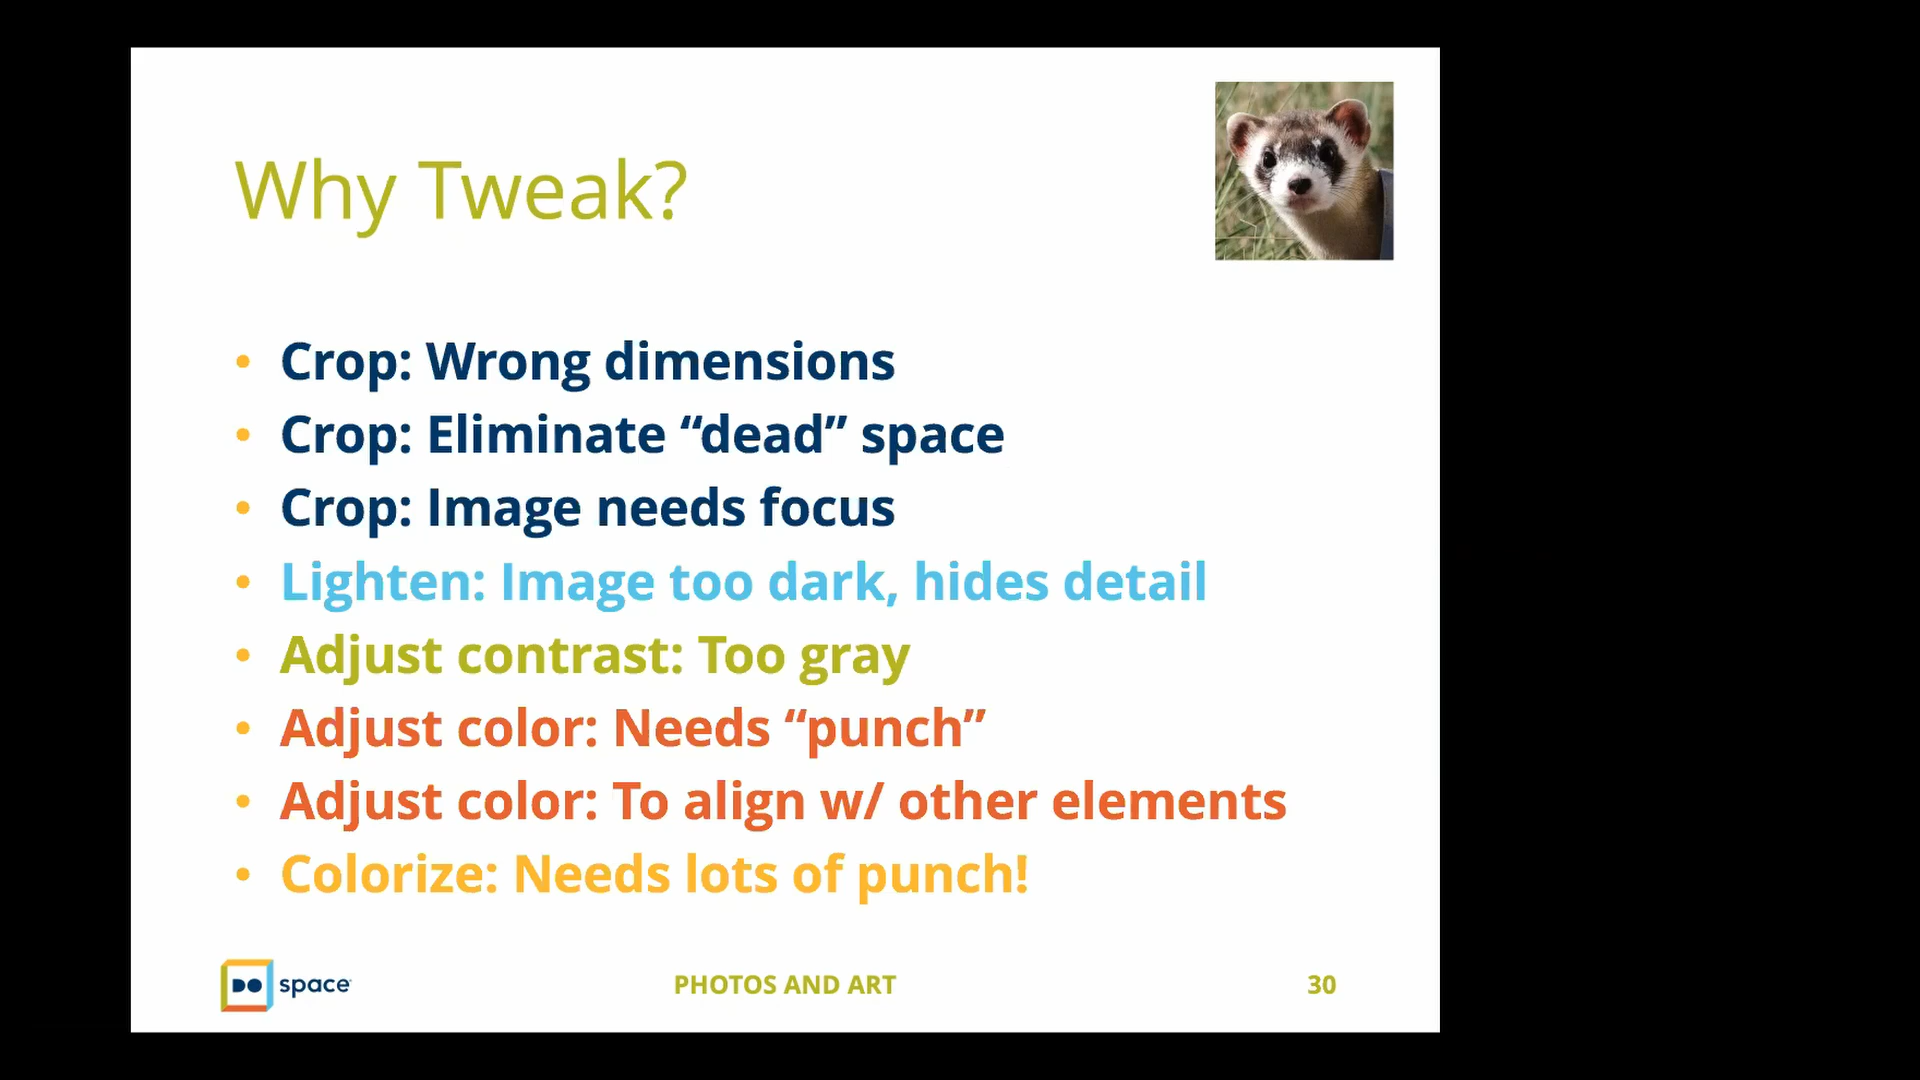 Why Tweak?
• Crop: Wrong dimensions
• Crop: Eliminate “dead” space
• Crop: Image needs focus
• Lighten: Image too dark, hides detail
• Adjust contrast: Too gray
• Adjust color: Needs “punch”
• Adjust color: To align w/ other elements
• Colorize: Needs lots of punch!
DO space
PHOTOS AND ART
30